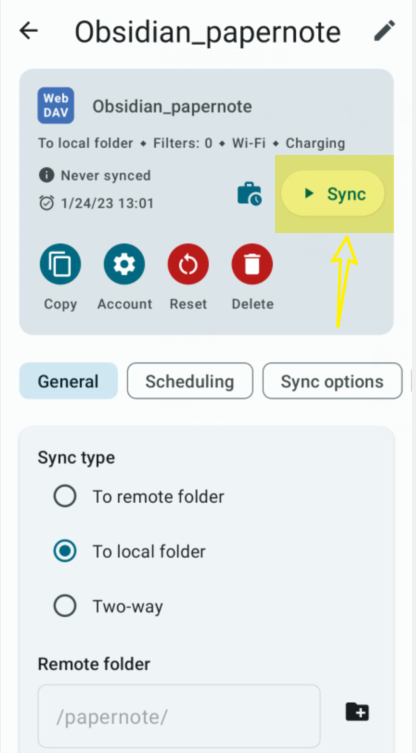 Obsidian_papernote
Web
DAV
Obsidian_papernote
To local folder ◆ Filters: 0 ◆ Wi-Fi ◆ Charging
Never synced
1/24/23 13:01
Sync
Copy Account Reset Delete
General Scheduling Sync options
Sync type
To remote folder
To local folder
Two-way
Remote folder
/papernote/